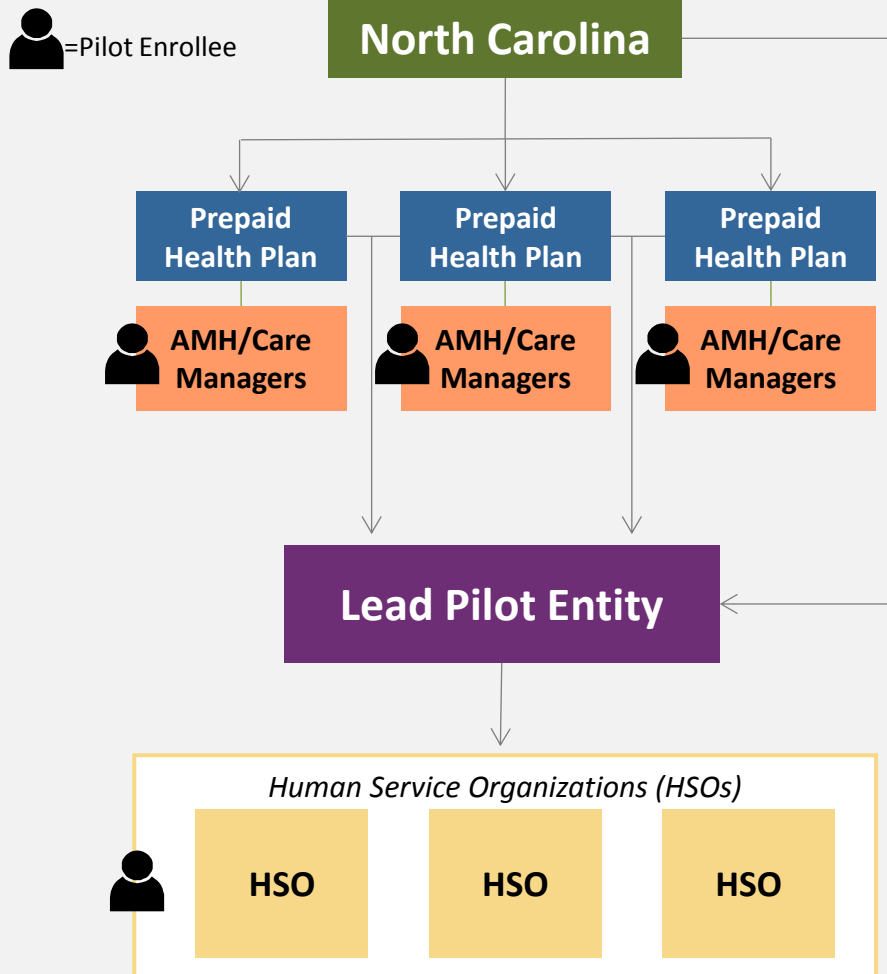 =Pilot Enrollee
North Carolina
Prepaid
Health Plan
Prepaid
Health Plan
Prepaid
Health Plan
AMH/Care
Managers
AMH/Care
Managers
AMH/Care
Managers
Lead Pilot Entity
Human Service Organizations (HSOs)
HSO
HSO
HSO